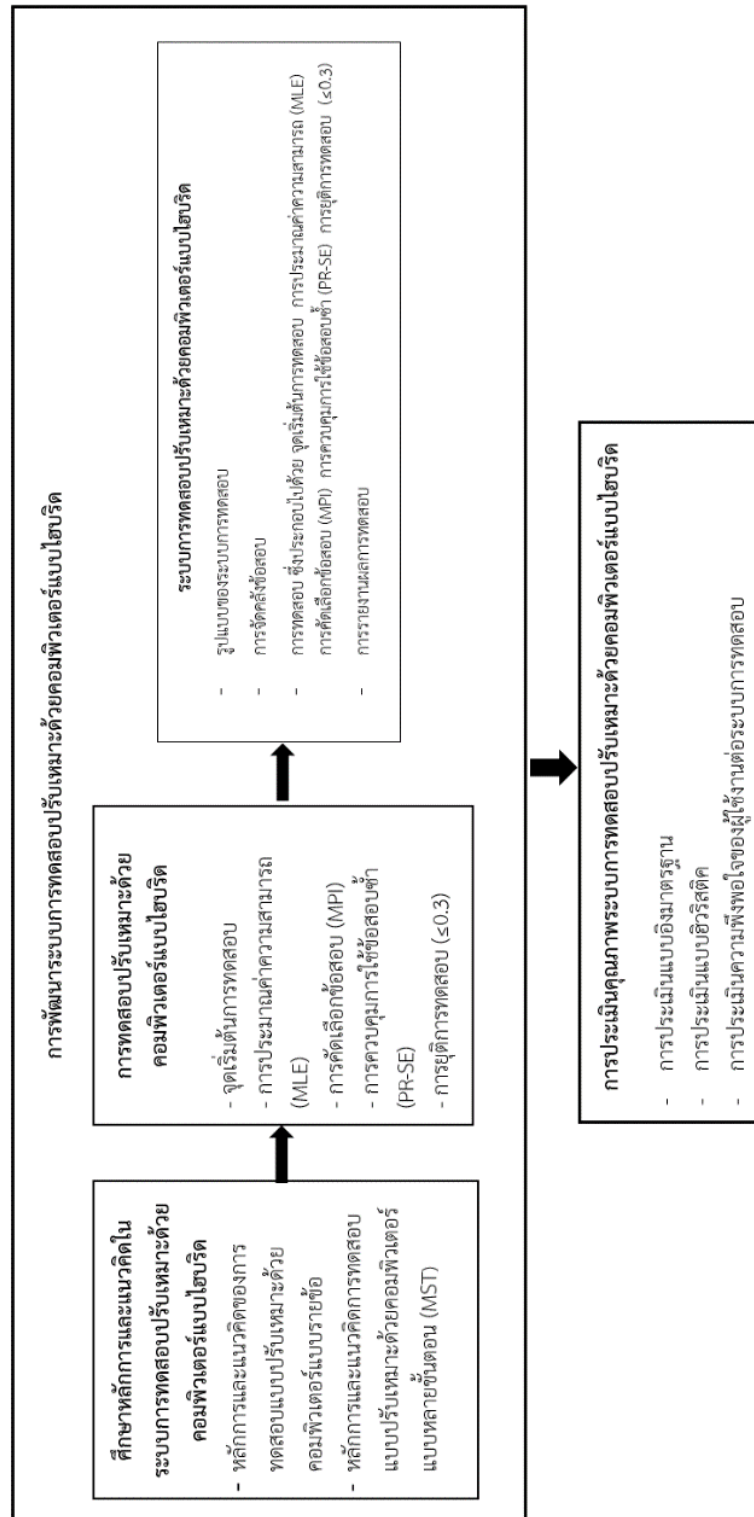 การพัฒนาระบบการทดสอบปรับเหมาะด้วยคอมพิวเตอร์แบบไฮบริด
ศึกษาหลักการและแนวคิดใน
ระบบการทดสอบปรับเหมาะด้วย
คอมพิวเตอร์แบบไฮบริด
- หลักการและแนวคิดของการ
ทดสอบแบบปรับเหมาะด้วย
คอมพิวเตอร์แบบรายข้อ
- หลักการและแนวคิดการทดสอบ
แบบปรับเหมาะด้วยคอมพิวเตอร์
แบบหลายขั้นตอน (MST)
การทดสอบปรับเหมาะด้วย
คอมพิวเตอร์แบบไฮบริด
- จุดเริ่มต้นการทดสอบ
- การประมาณค่าความสามารถ
(MLE)
- การคัดเลือกข้อสอบ (MPI)
- การควบคุมการใช้ข้อสอบซ้ำ
(PR-SE)
- การยุติการทดสอบ (≤0.3)
ระบบการทดสอบปรับเหมาะด้วยคอมพิวเตอร์แบบไฮบริด
- รูปแบบของระบบการทดสอบ
- การจัดคลังข้อสอบ
- การทดสอบ ซึ่งประกอบไปด้วย จุดเริ่มต้นการทดสอบ การประมาณค่าความสามารถ (MLE)
การคัดเลือกข้อสอบ (MPI) การควบคุมการใช้ข้อสอบซ้ำ (PR-SE) การยุติการทดสอบ (≤0.3)
- การรายงานผลการทดสอบ
การประเมินคุณภาพระบบการทดสอบปรับเหมาะด้วยคอมพิวเตอร์แบบไฮบริด
- การประเมินแบบอิงมาตรฐาน
- การประเมินแบบฮิวริสติค
- การประเมินความพึงพอใจของผู้ใช้งานต่อระบบการทดสอบ